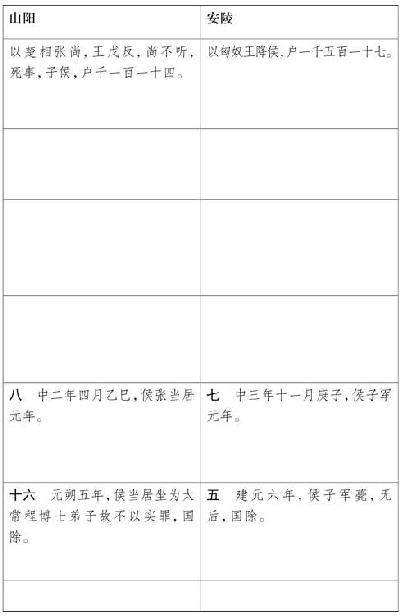 山阳
以楚相张尚，王戊反，尚不听，
死事，子侯，户千一百一十四。
八 中二年四月乙巳，侯张当居
元年。
十六 元朔五年，侯当居坐为太
常程博士弟子故不以实罪，国
除。
安陵
以匈奴王降侯，户一千五百一十七。
七 中三年十一月庚子，侯子军
元年。
五 建元六年，侯子军薨，无
后，国除。